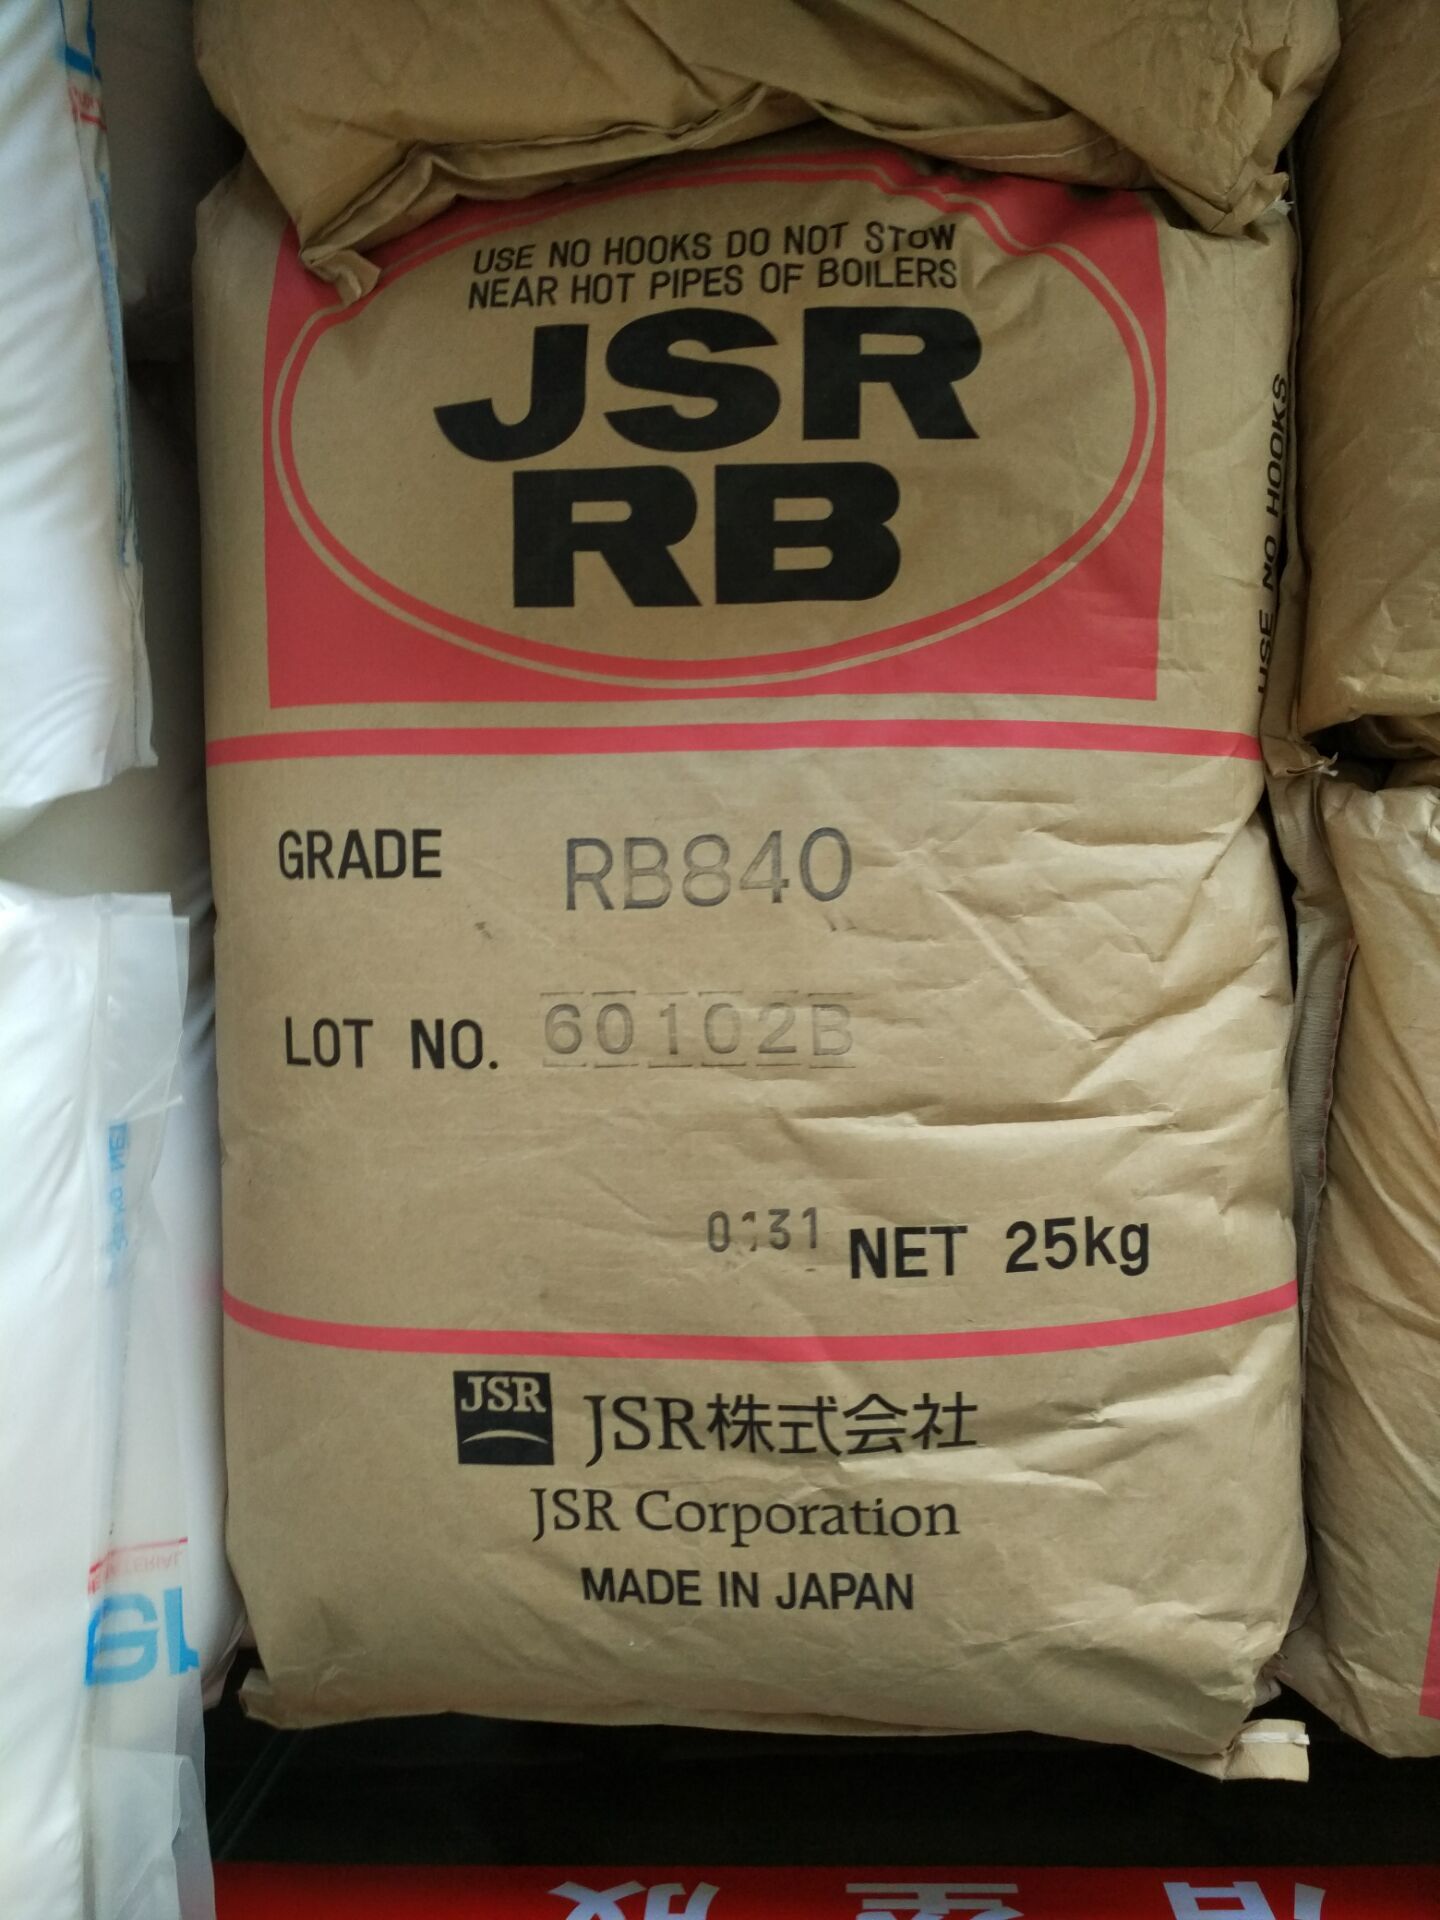 USE NO HOOKS DO NOT STOW
NEAR HOT PIPES OF BOILERS
JSR
RB
USE NO HOOKS
GRADE RB840
LOT NO. 60102B
NET 25kg
JSR
JSR株式会社
JSR Corporation
MADE IN JAPAN